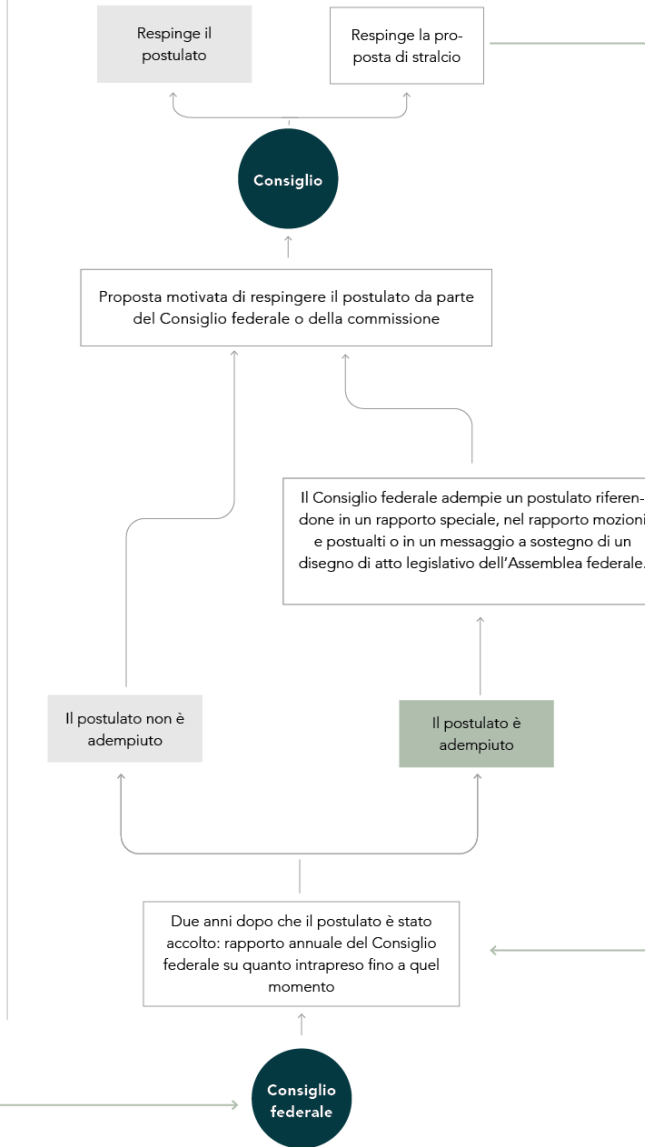 Respinge il
postulato
Respinge la pro-
posta di stralcio
Consiglio
Proposta motivata di respingere il postulato da parte
del Consiglio federale o della commissione
Il Consiglio federale adempie un postulato riferen-
done in un rapporto speciale, nel rapporto mozioni
e postualti o in un messaggio a sostegno di un
disegno di atto legislativo dell'Assemblea federale.
Il postulato non è
adempiuto
Il postulato è
adempiuto
Due anni dopo che il postulato è stato
accolto: rapporto annuale del Consiglio
federale su quanto intrapreso fino a quel
momento
Consiglio
federale